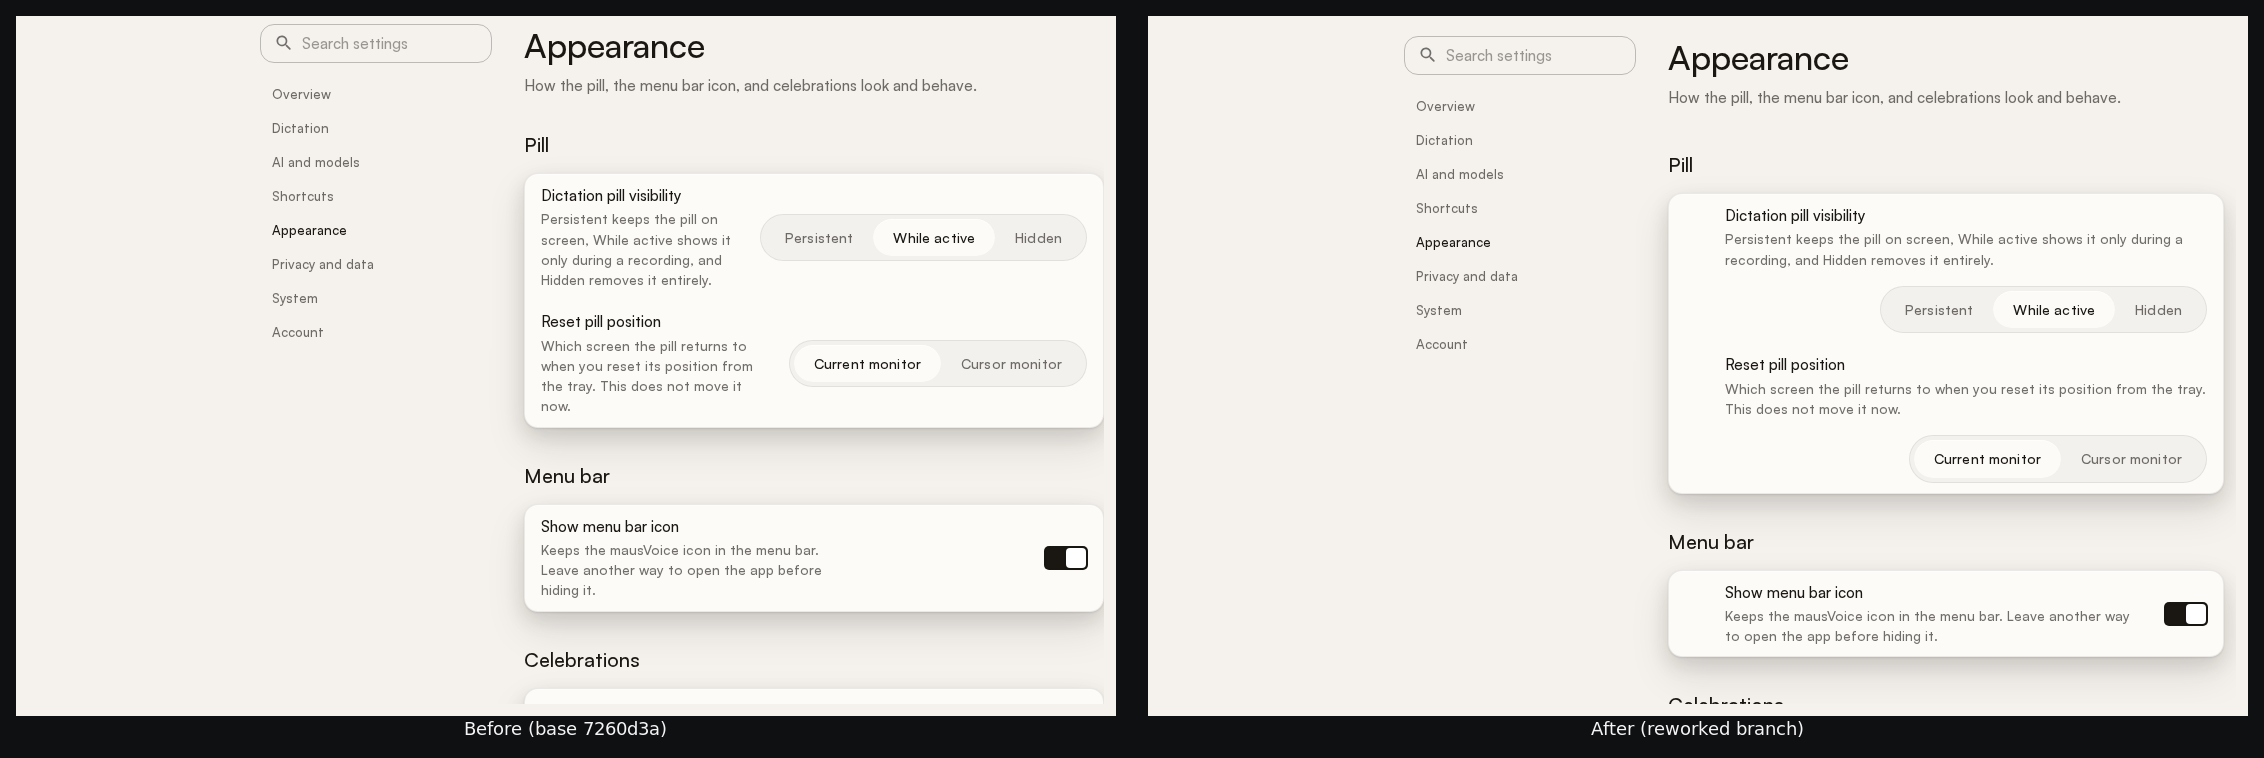 Search settings
Overview
Dictation
AI and models
Shortcuts
Appearance
Privacy and data
System
Account
Appearance
How the pill, the menu bar icon, and celebrations look and behave.
Pill
Dictation pill visibility
Persistent keeps the pill on
screen, While active shows it
only during a recording, and
Hidden removes it entirely.
Persistent While active Hidden
Reset pill position
Which screen the pill returns to
when you reset its position from
the tray. This does not move it
now.
Current monitor Cursor monitor
Menu bar
Show menu bar icon
Keeps the mausVoice icon in the menu bar.
Leave another way to open the app before
hiding it.
Celebrations
Before (base 7260d3a)
Search settings
Overview
Dictation
AI and models
Shortcuts
Appearance
Privacy and data
System
Account
Appearance
How the pill, the menu bar icon, and celebrations look and behave.
Pill
Dictation pill visibility
Persistent keeps the pill on screen, While active shows it only during a
recording, and Hidden removes it entirely.
Persistent While active Hidden
Reset pill position
Which screen the pill returns to when you reset its position from the tray.
This does not move it now.
Current monitor Cursor monitor
Menu bar
Show menu bar icon
Keeps the mausVoice icon in the menu bar. Leave another way
to open the app before hiding it.
Celebrations
After (reworked branch)